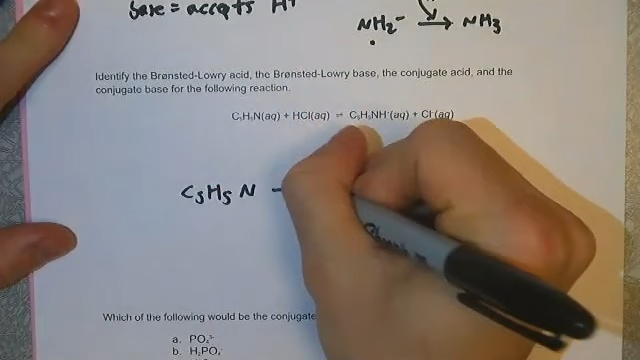 base = accepts H+
NH₂⁻ → NH₃
Identify the Brønsted-Lowry acid, the Brønsted-Lowry base, the conjugate acid, and the
conjugate base for the following reaction.
C₅H₅N(aq) + HCl(aq) ⇌ C₅H₅NH⁺(aq) + Cl⁻(aq)
C₅H₅N
Which of the following would be the conjugate
a. PO₄³⁻
b. H₂PO₄⁻